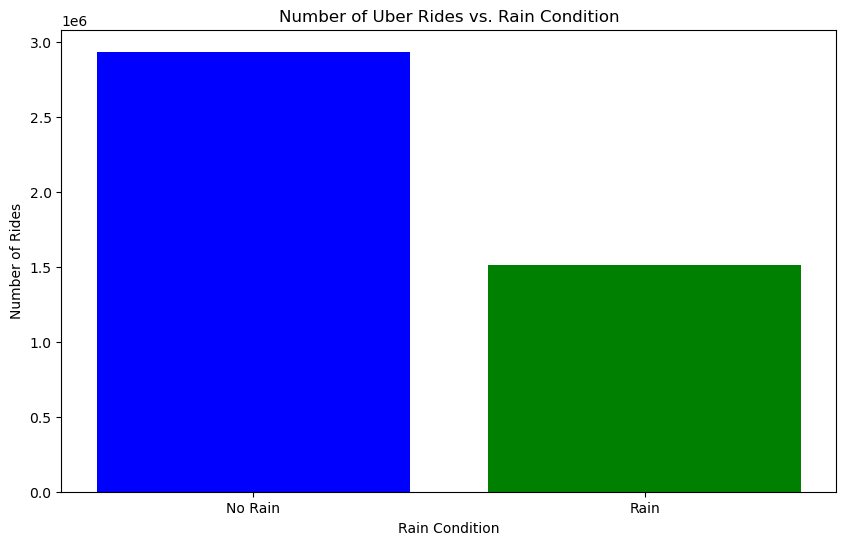 Number of Uber Rides vs. Rain Condition
1e6
3.0
2.5
2.0
1.5
1.0
0.5
0.0
Number of Rides
No Rain
Rain
Rain Condition